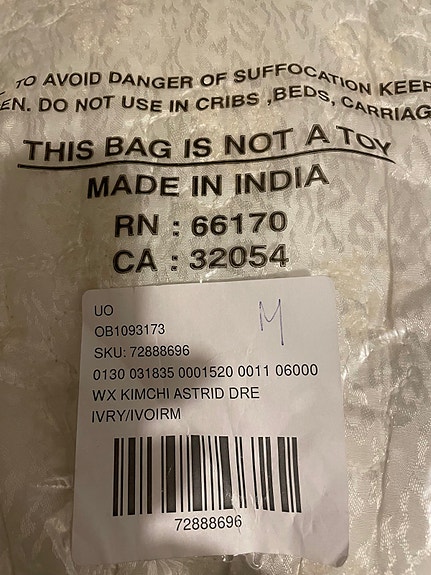 TO AVOID DANGER OF SUFFOCATION KEEP
EN. DO NOT USE IN CRIBS ,BEDS, CARRIAG
THIS BAG IS NOT A TOY
MADE IN INDIA
RN : 66170
CA : 32054
UO
M
OB1093173
SKU: 72888696
0130 031835 0001520 0011 06000
WX KIMCHI ASTRID DRE
IVRY/IVOIRM
72888696